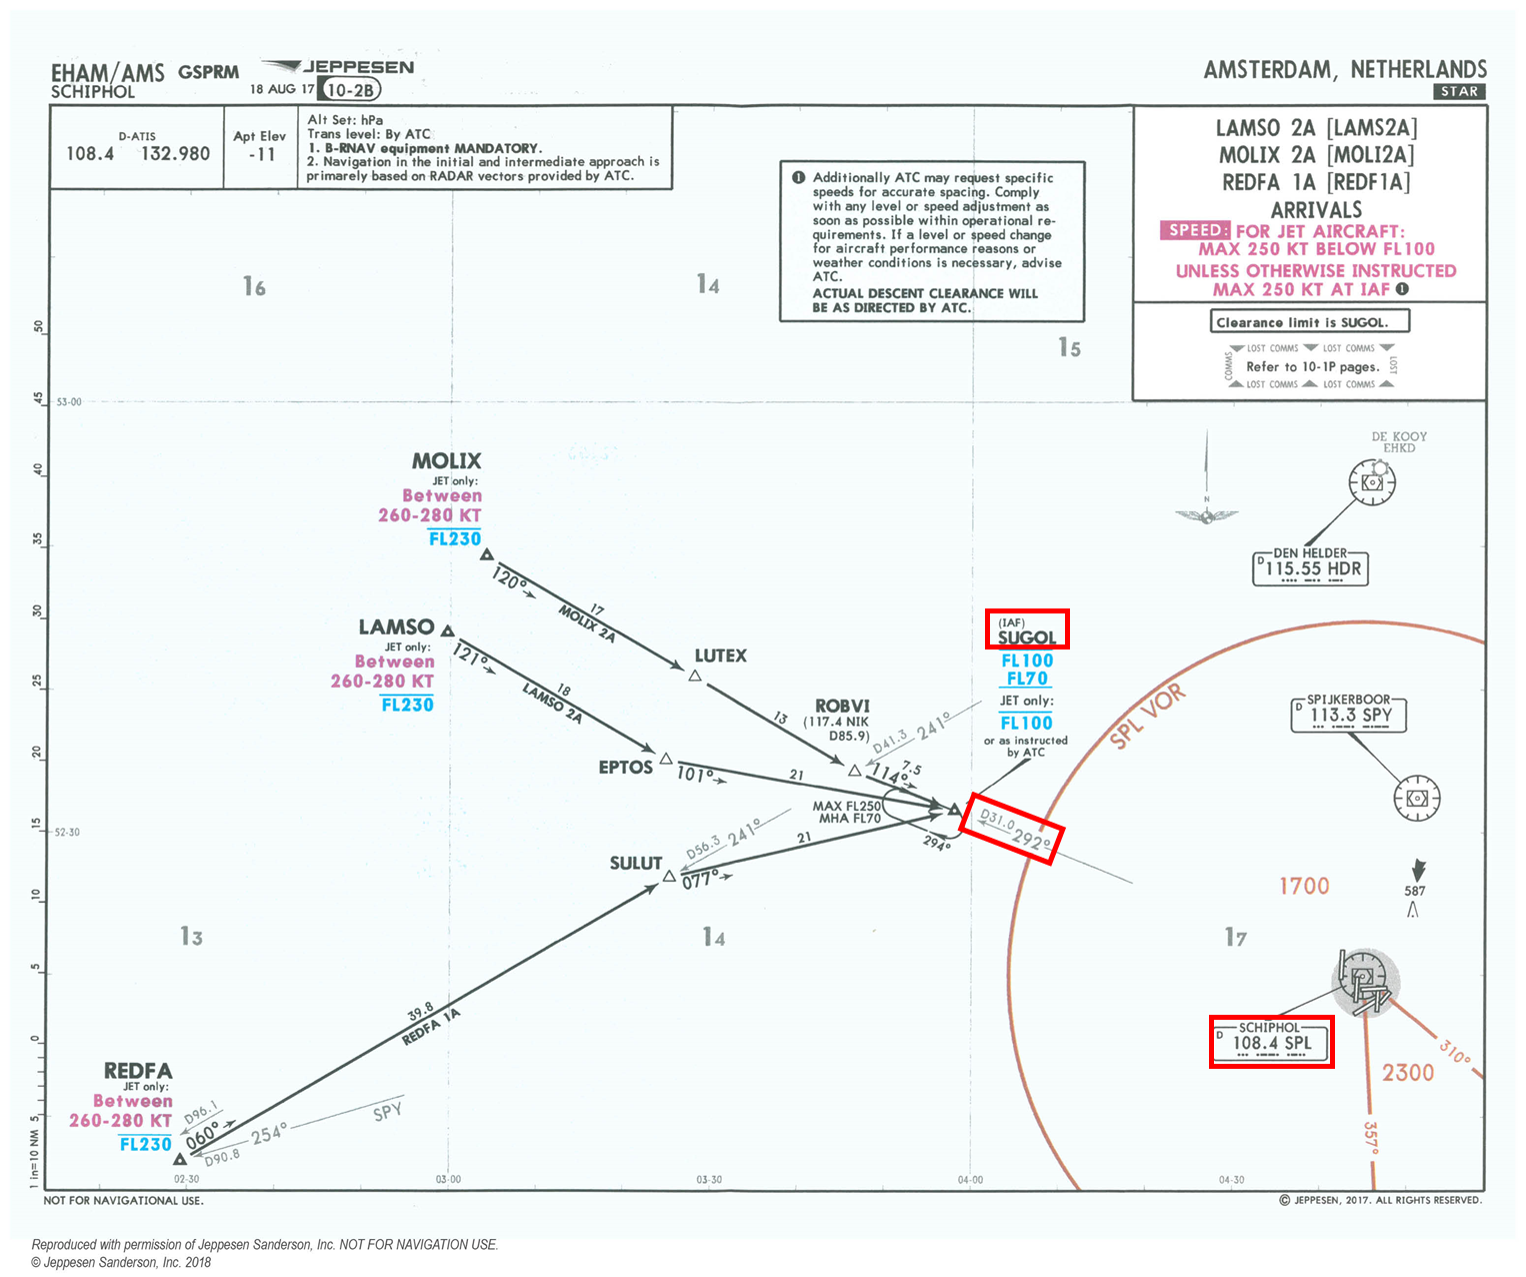 EHAM/AMS GSPRM JEPPESEN
SCHIPHOL 18 AUG 17 10-2B
AMSTERDAM, NETHERLANDS
STAR
D-ATIS
108.4 132.980
Apt Elev
-11
Alt Set: hPa
Trans level: By ATC
1. B-RNAV equipment MANDATORY.
2. Navigation in the initial and intermediate approach is
primarely based on RADAR vectors provided by ATC.
1 Additionally ATC may request specific
speeds for accurate spacing. Comply
with any level or speed adjustment as
soon as possible within operational re-
quirements. If a level or speed change
for aircraft performance reasons or
weather conditions is necessary, advise
ATC.
ACTUAL DESCENT CLEARANCE WILL
BE AS DIRECTED BY ATC.
LAMSO 2A [LAMS2A]
MOLIX 2A [MOLI2A]
REDFA 1A [REDF1A]
ARRIVALS
SPEED: FOR JET AIRCRAFT:
MAX 250 KT BELOW FL100
UNLESS OTHERWISE INSTRUCTED
MAX 250 KT AT IAF 1
Clearance limit is SUGOL.
LOST COMMS LOST COMMS
COMMS
Refer to 10-1P pages.
LOST
LOST COMMS LOST COMMS
16
14
15
50
45
40
35
30
25
20
15
10
5
0
5
1 in=10 NM
53-00
52-30
DE KOOY
EHKD
N
DEN HELDER
D 115.55 HDR
MOLIX
JET only:
Between
260-280 KT
FL230
120°
17
MOLIX 2A
LAMSO
JET only:
Between
260-280 KT
FL230
121°
18
LAMSO 2A
LUTEX
13
ROBVI
(117.4 NIK
D85.9)
D41.3 241°
7.5
114°
EPTOS
101°
21
(IAF)
SUGOL
FL100
FL70
JET only:
FL100
or as instructed
by ATC
MAX FL250
MHA FL70
294°
D31.0
292°
SULUT
D56.3 241°
077°
21
SPL VOR
SPIJKERBOOR
D 113.3 SPY
1700
587
13
14
17
39.8
REDFA 1A
SCHIPHOL
D 108.4 SPL
310°
2300
357°
REDFA
JET only:
Between
260-280 KT
FL230
D96.1
060°
254°
D90.8
SPY
02-30
03-00
03-30
04-00
04-30
NOT FOR NAVIGATIONAL USE.
© JEPPESEN, 2017. ALL RIGHTS RESERVED.
Reproduced with permission of Jeppesen Sanderson, Inc. NOT FOR NAVIGATION USE.
© Jeppesen Sanderson, Inc. 2018